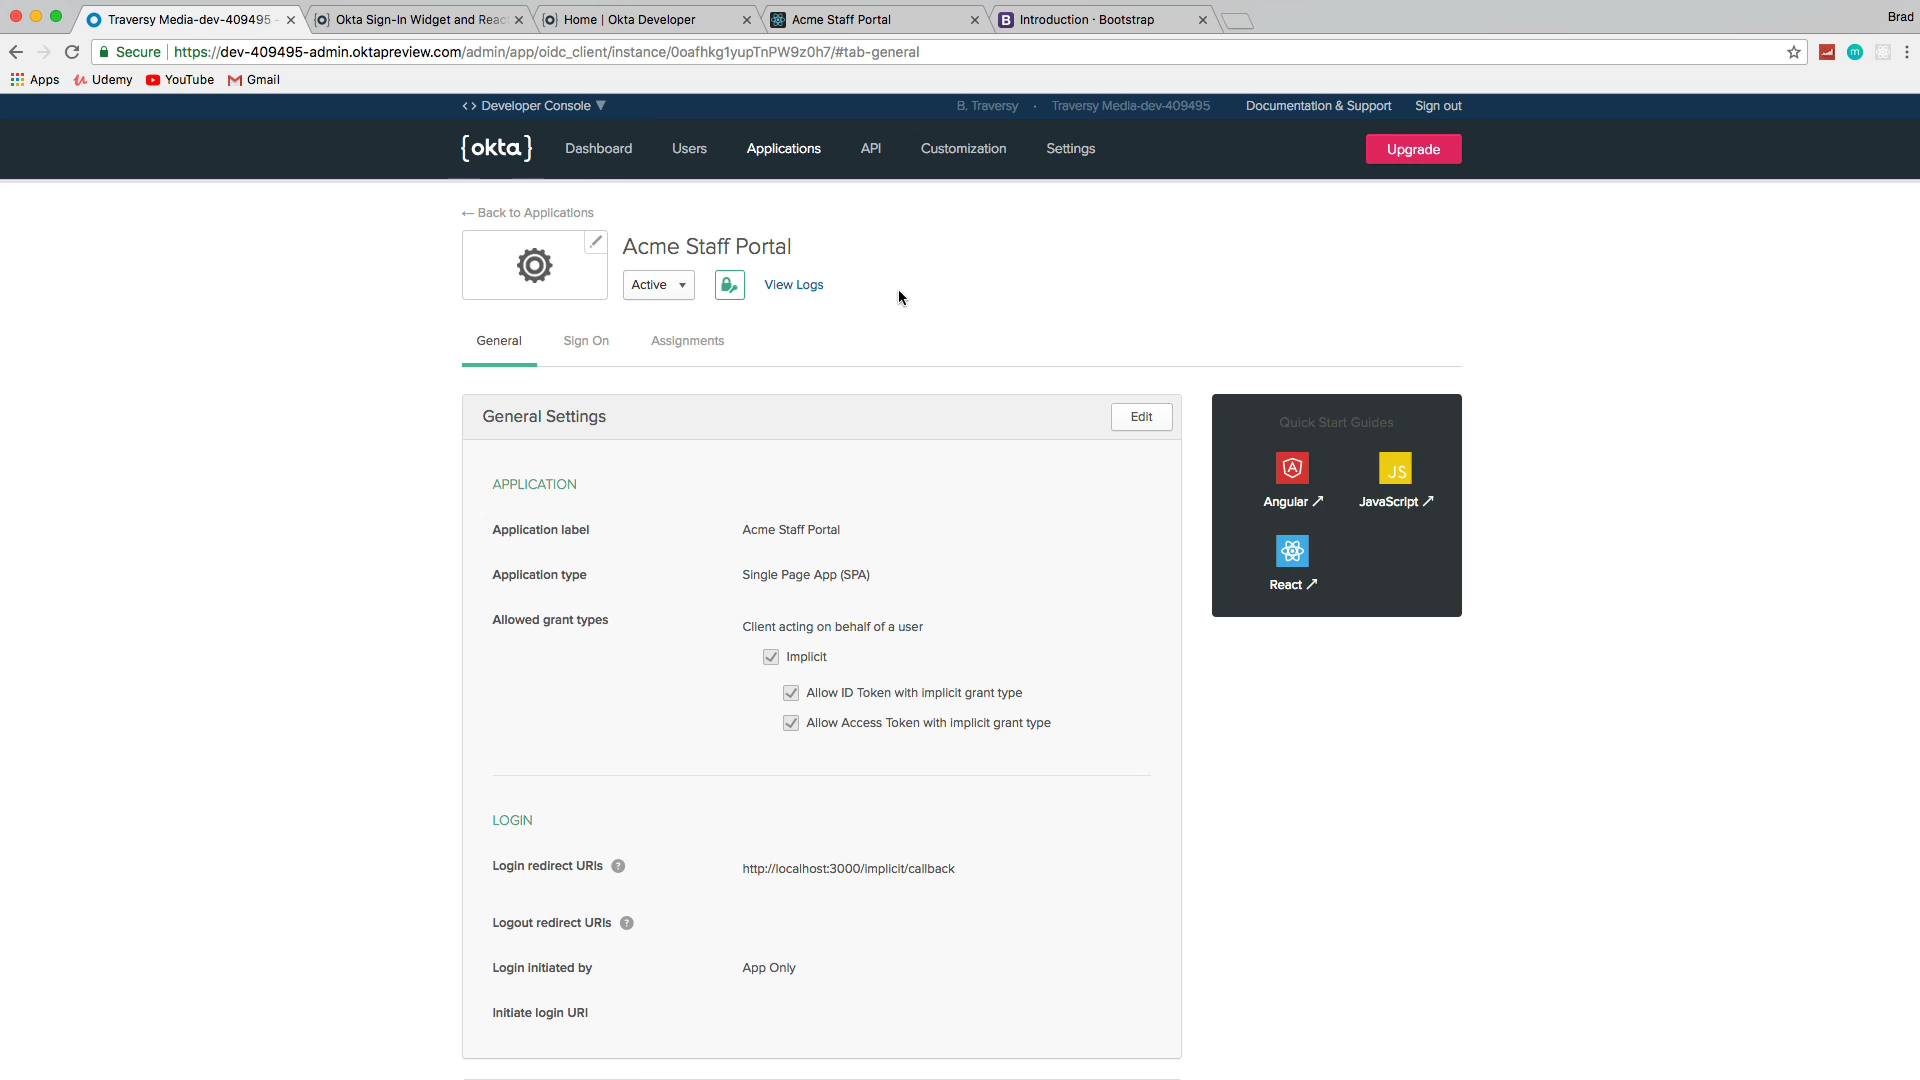 Traversy Media-dev-409495 -
Okta Sign-In Widget and Reac
Home | Okta Developer
Acme Staff Portal
Introduction · Bootstrap
Brad
Secure
https://dev-409495-admin.oktapreview.com/admin/app/oidc_client/instance/0oafhkg1yupTnPW9z0h7/#tab-general
Apps
Udemy
YouTube
Gmail
<> Developer Console
B. Traversy · Traversy Media-dev-409495
Documentation & Support
Sign out
{okta}
Dashboard
Users
Applications
API
Customization
Settings
Upgrade
← Back to Applications
Acme Staff Portal
Active
View Logs
General
Sign On
Assignments
General Settings
Edit
APPLICATION
Application label
Acme Staff Portal
Application type
Single Page App (SPA)
Allowed grant types
Client acting on behalf of a user
Implicit
Allow ID Token with implicit grant type
Allow Access Token with implicit grant type
LOGIN
Login redirect URIs ?
http://localhost:3000/implicit/callback
Logout redirect URIs ?
Login initiated by
App Only
Initiate login URI
Quick Start Guides
Angular
JS
JavaScript
React